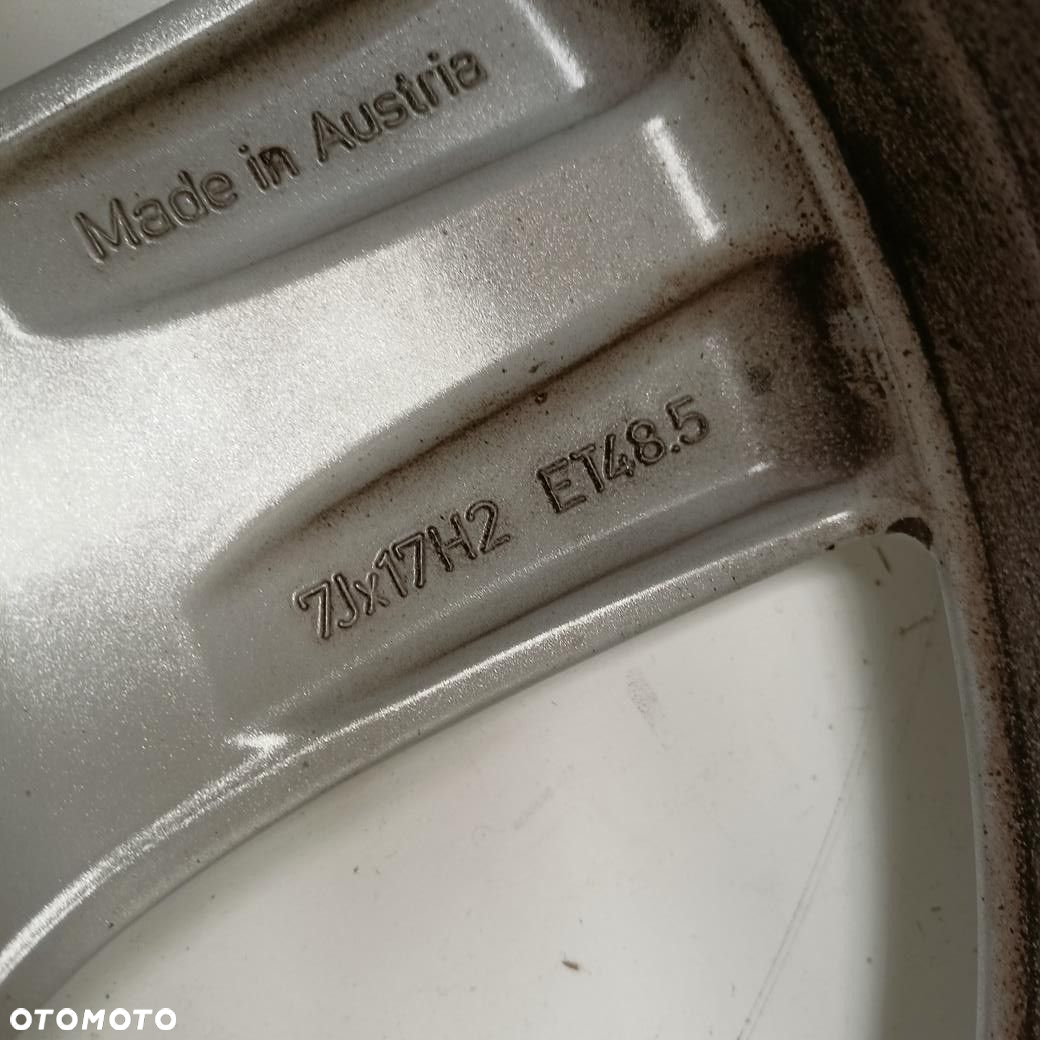 Made in Austria
7Jx17H2 ET48.5
OTOMOTO